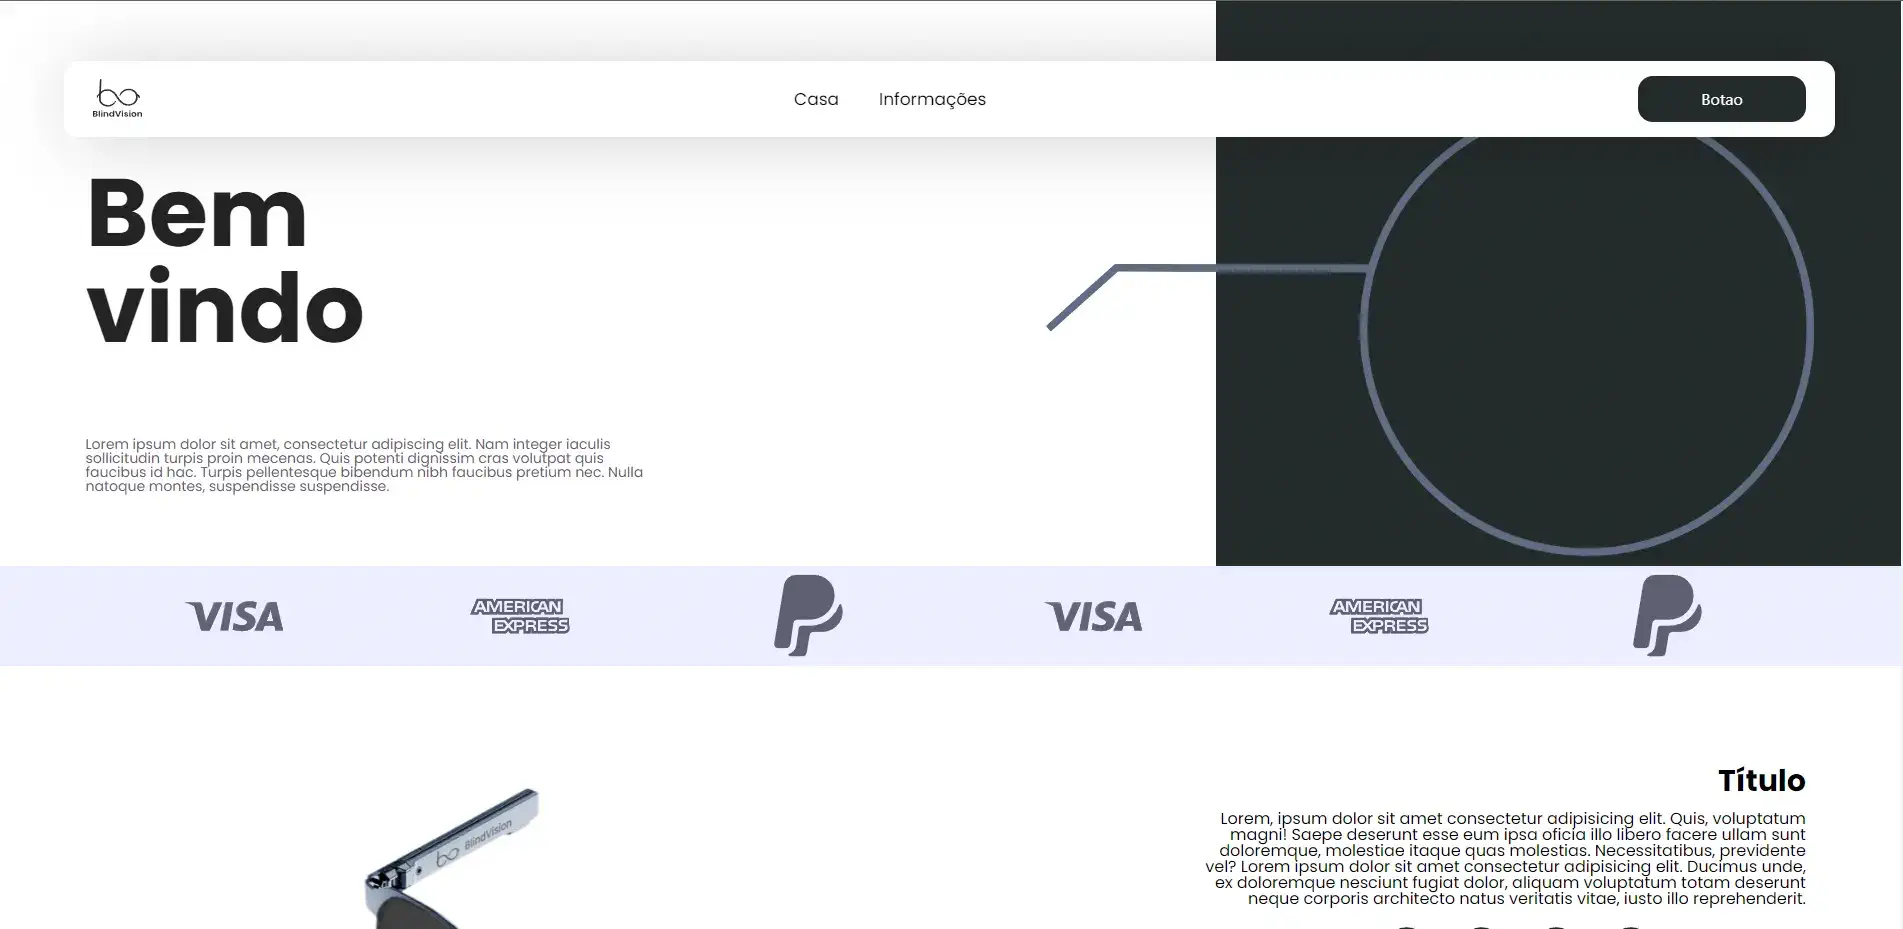 BlindVision
Casa
Informações
Botao
Bem
vindo
Lorem ipsum dolor sit amet, consectetur adipiscing elit. Nam integer iaculis
sollicitudin turpis proin mecenas. Quis potenti dignissim cras volutpat quis
faucibus id hac. Turpis pellentesque bibendum nibh faucibus pretium nec. Nulla
natoque montes, suspendisse suspendisse.
VISA
AMERICAN
EXPRESS
VISA
AMERICAN
EXPRESS
BlindVision
Título
Lorem, ipsum dolor sit amet consectetur adipisicing elit. Quis, voluptatum
magni! Saepe deserunt esse eum ipsa oficia illo libero facere ullam sunt
doloremque, molestiae itaque quas molestias. Necessitatibus, previdente
vel? Lorem ipsum dolor sit amet consectetur adipisicing elit. Ducimus unde,
ex doloremque nesciunt fugiat dolor, aliquam voluptatum totam deserunt
neque corporis architecto natus veritatis vitae, iusto illo reprehenderit.